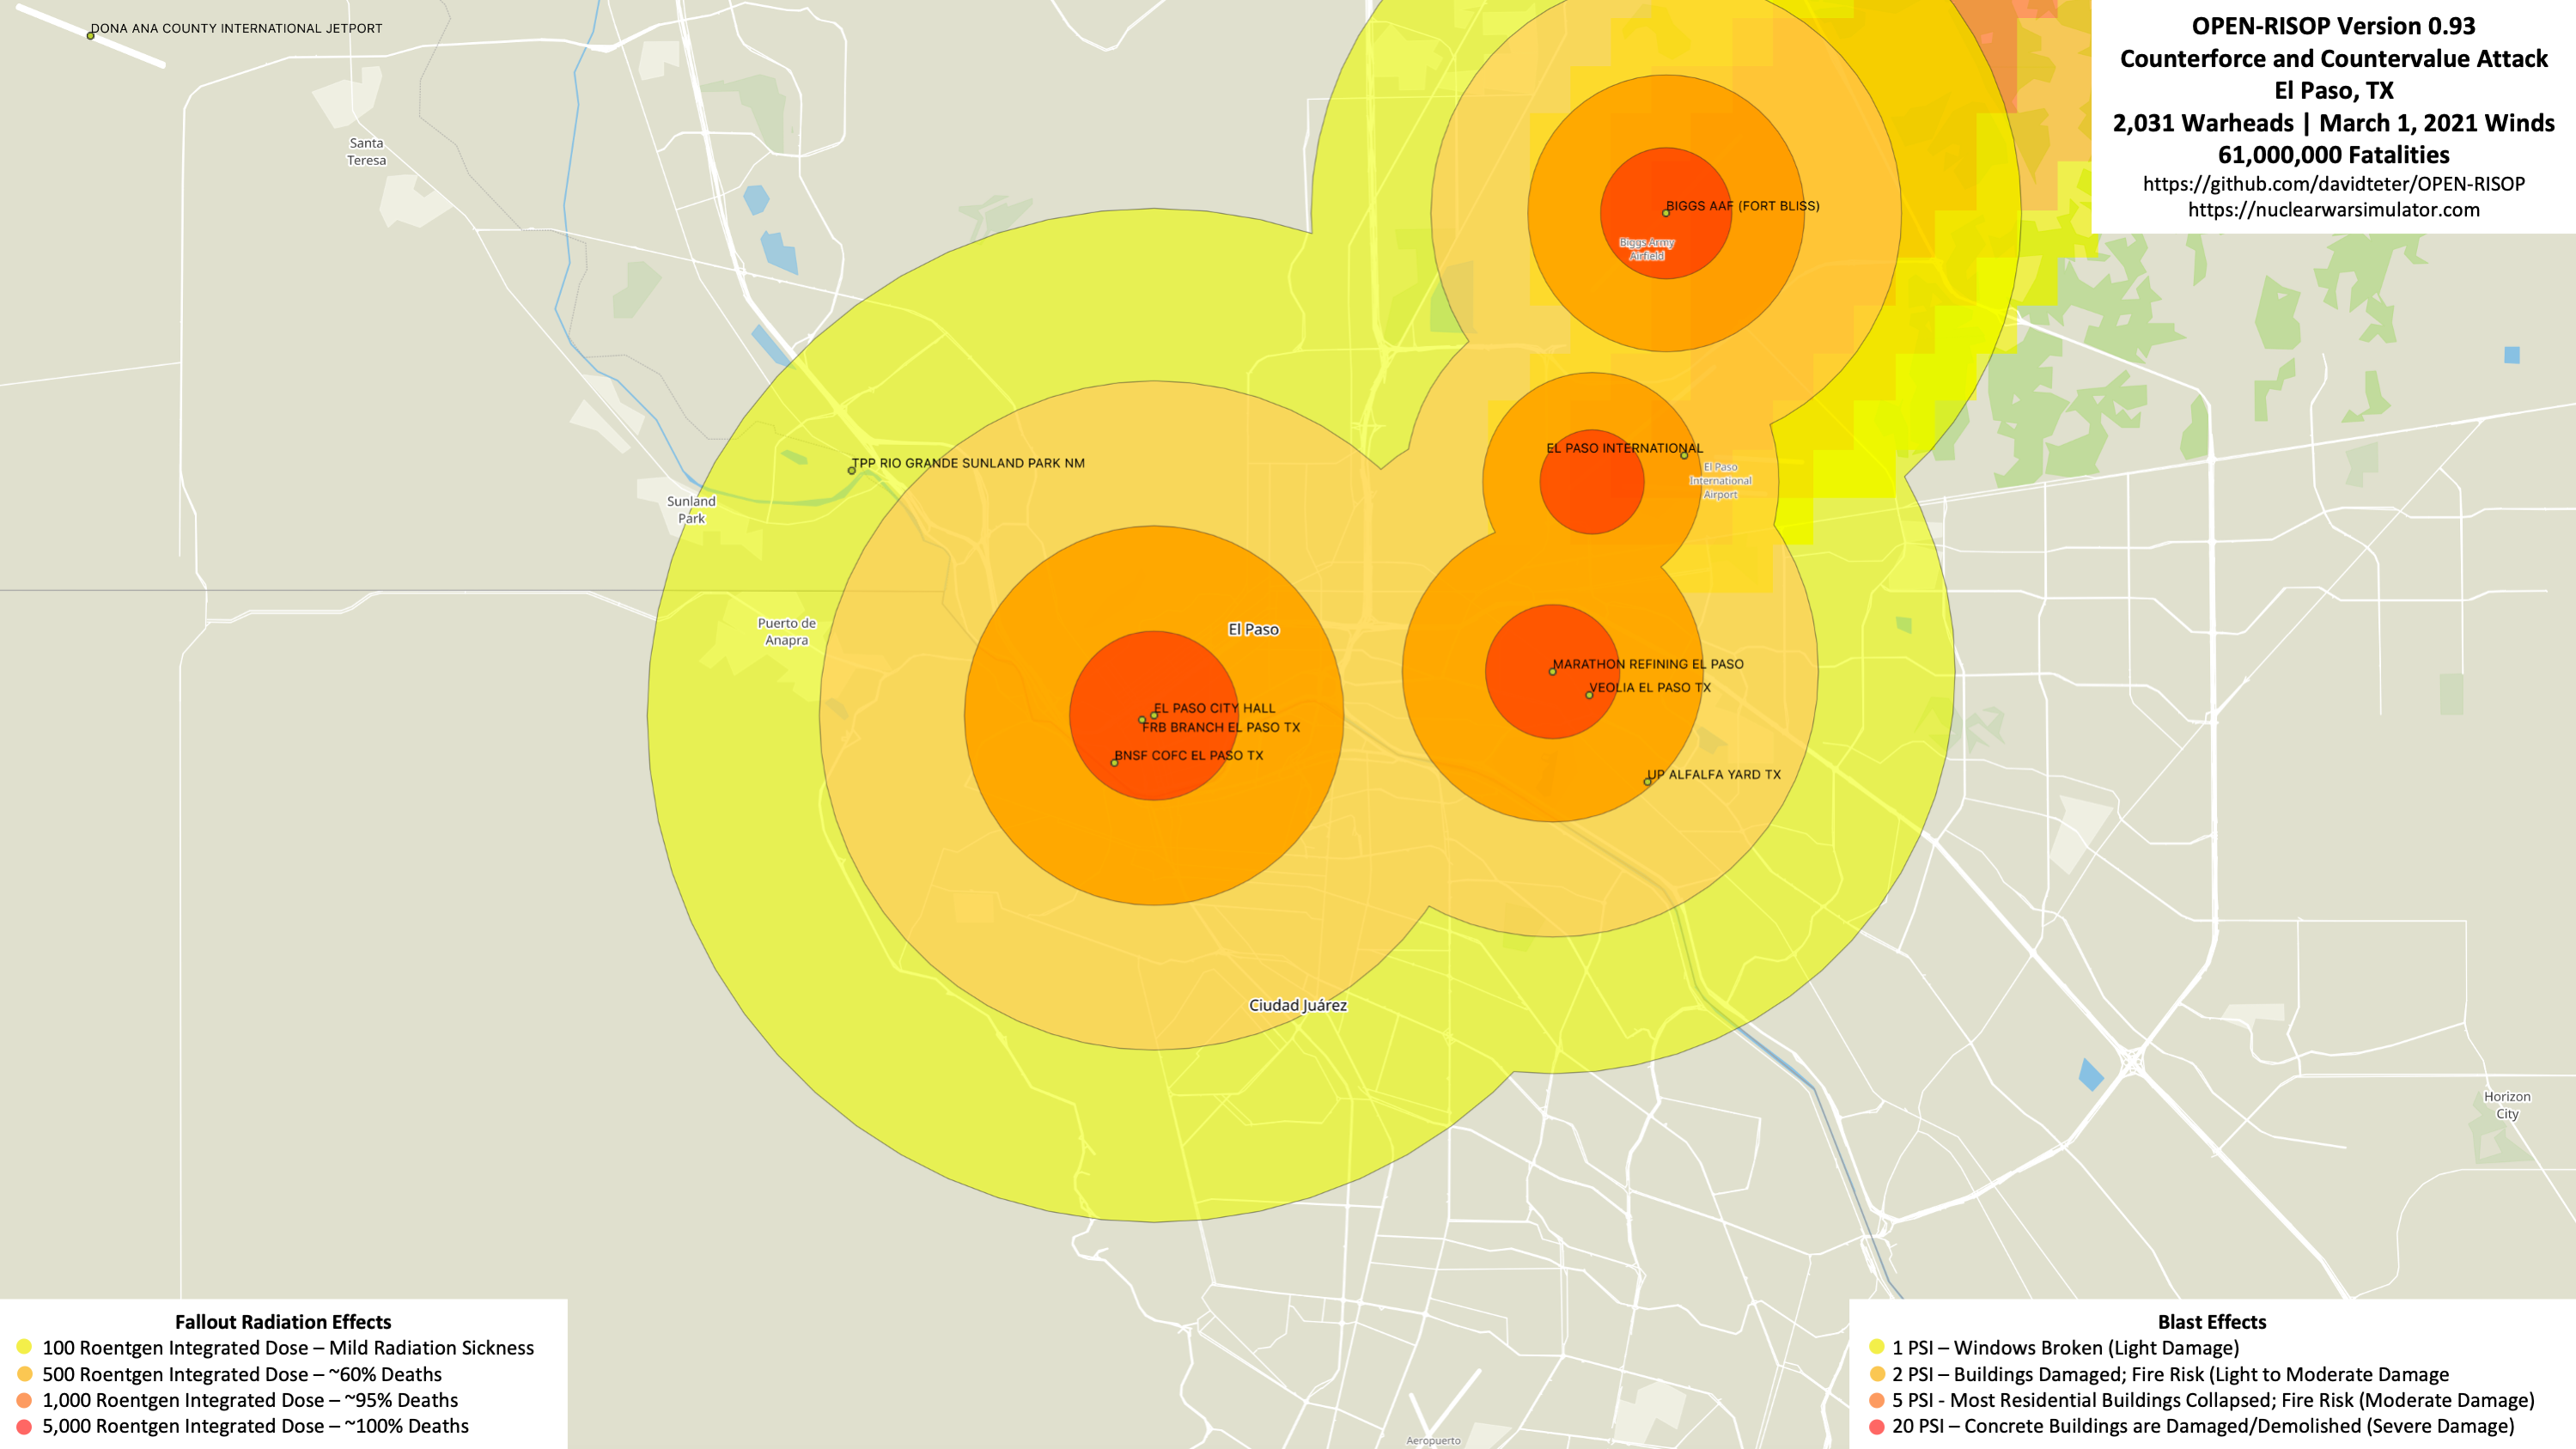 DONA ANA COUNTY INTERNATIONAL JETPORT
OPEN-RISOP Version 0.93
Counterforce and Countervalue Attack
El Paso, TX
2,031 Warheads | March 1, 2021 Winds
61,000,000 Fatalities
https://github.com/davidteter/OPEN-RISOP
https://nuclearwarsimulator.com
Santa
Teresa
BIGGS AAF (FORT BLISS)
Biggs Army
Airfield
EL PASO INTERNATIONAL
El Paso
International
Airport
TPP RIO GRANDE SUNLAND PARK NM
Sunland
Park
Puerto de
Anapra
El Paso
MARATHON REFINING EL PASO
VEOLIA EL PASO TX
EL PASO CITY HALL
FRB BRANCH EL PASO TX
BNSF COFC EL PASO TX
UP ALFALFA YARD TX
Ciudad Juárez
Horizon
City
Aeropuerto
Fallout Radiation Effects
100 Roentgen Integrated Dose – Mild Radiation Sickness
500 Roentgen Integrated Dose – ~60% Deaths
1,000 Roentgen Integrated Dose – ~95% Deaths
5,000 Roentgen Integrated Dose – ~100% Deaths
Blast Effects
1 PSI – Windows Broken (Light Damage)
2 PSI – Buildings Damaged; Fire Risk (Light to Moderate Damage
5 PSI - Most Residential Buildings Collapsed; Fire Risk (Moderate Damage)
20 PSI – Concrete Buildings are Damaged/Demolished (Severe Damage)